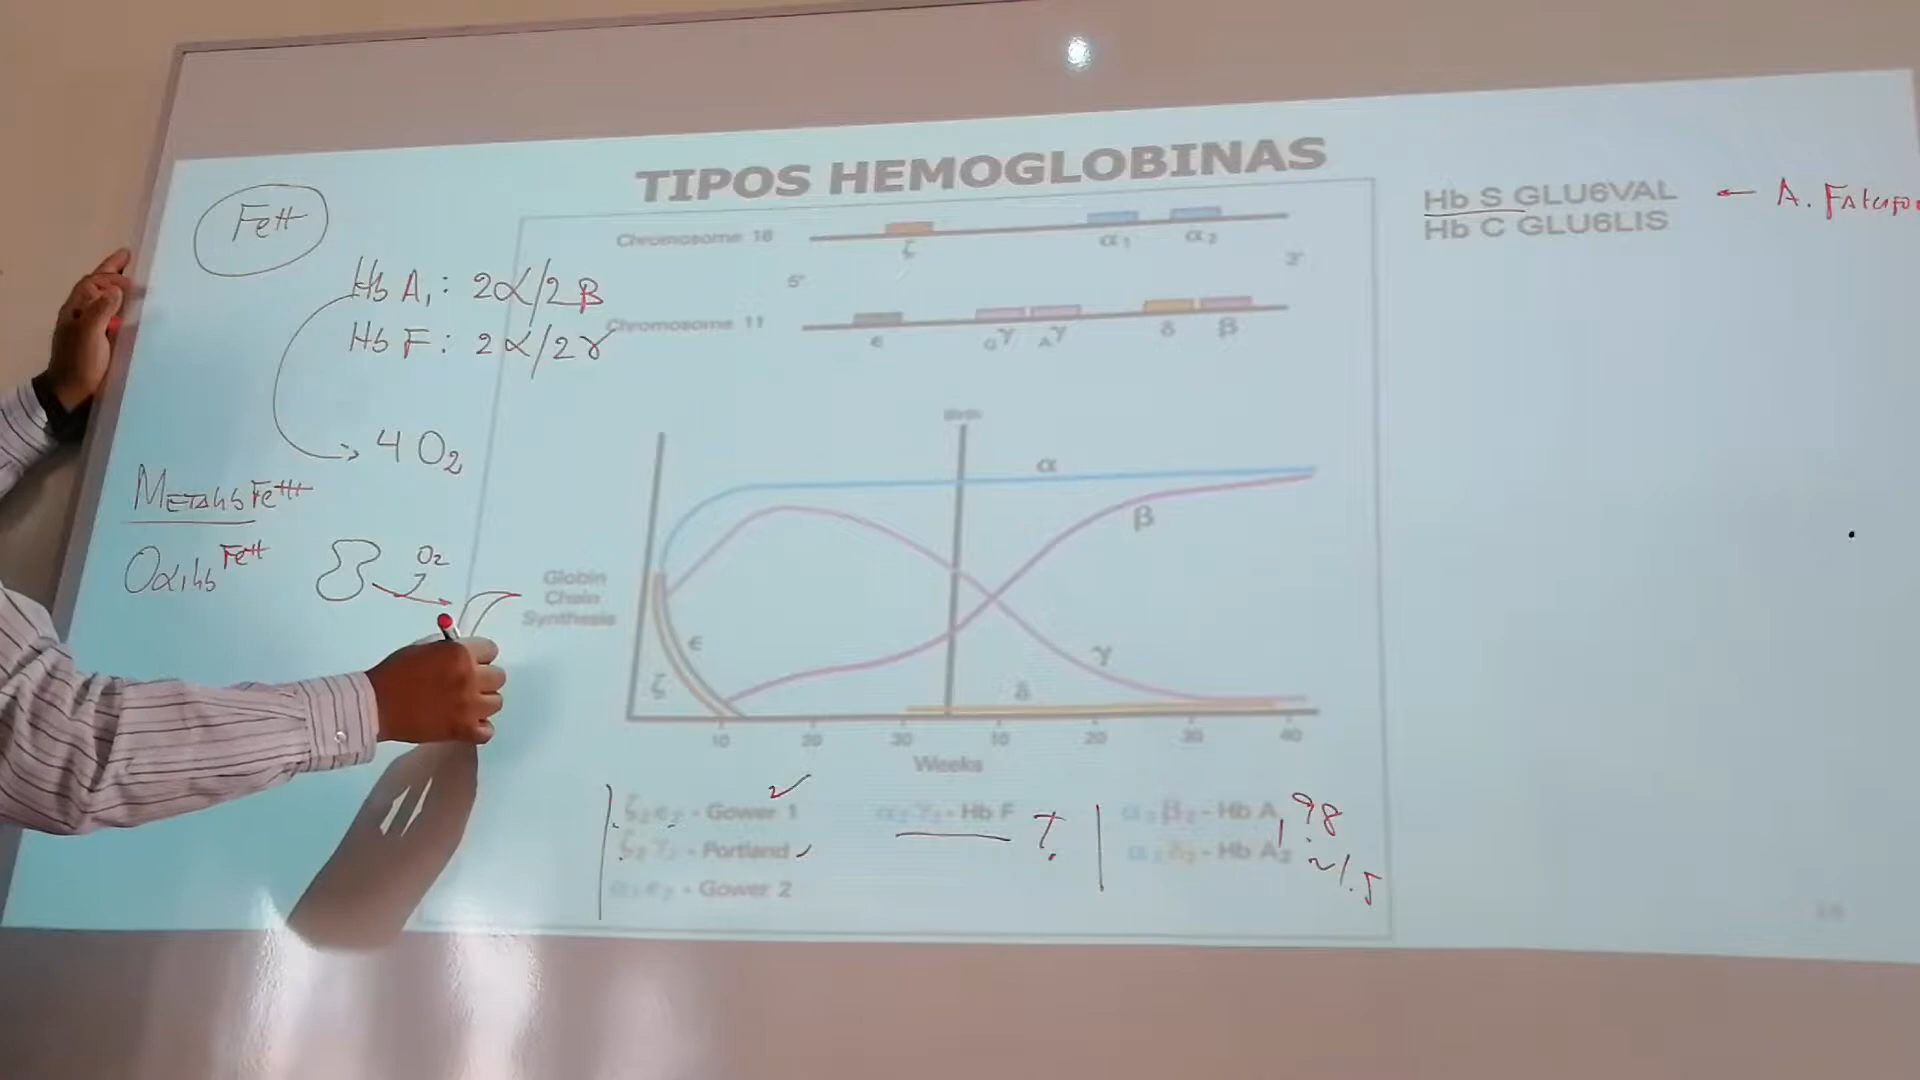 TIPOS HEMOGLOBINAS
Fe++
Hb A1: 2α/2β
Hb F: 2α/2γ
4 O2
METAHb Fe+++
OxiHb Fe++
O2
Chromosome 16
ζ α1 α2
5' 3'
Chromosome 11
ε Gγ Aγ δ β
Birth
α
β
Globin
Chain
Synthesis
ε
γ
ζ
δ
10 20 30 10 20 30 40
Weeks
ζ2ε2 - Gower 1
ζ2γ2 - Portland
α2ε2 - Gower 2
α2γ2 - Hb F
α2β2 - Hb A1 98
α2δ2 - Hb A2 ~1.5
Hb S GLU6VAL ← A.
Hb C GLU6LIS